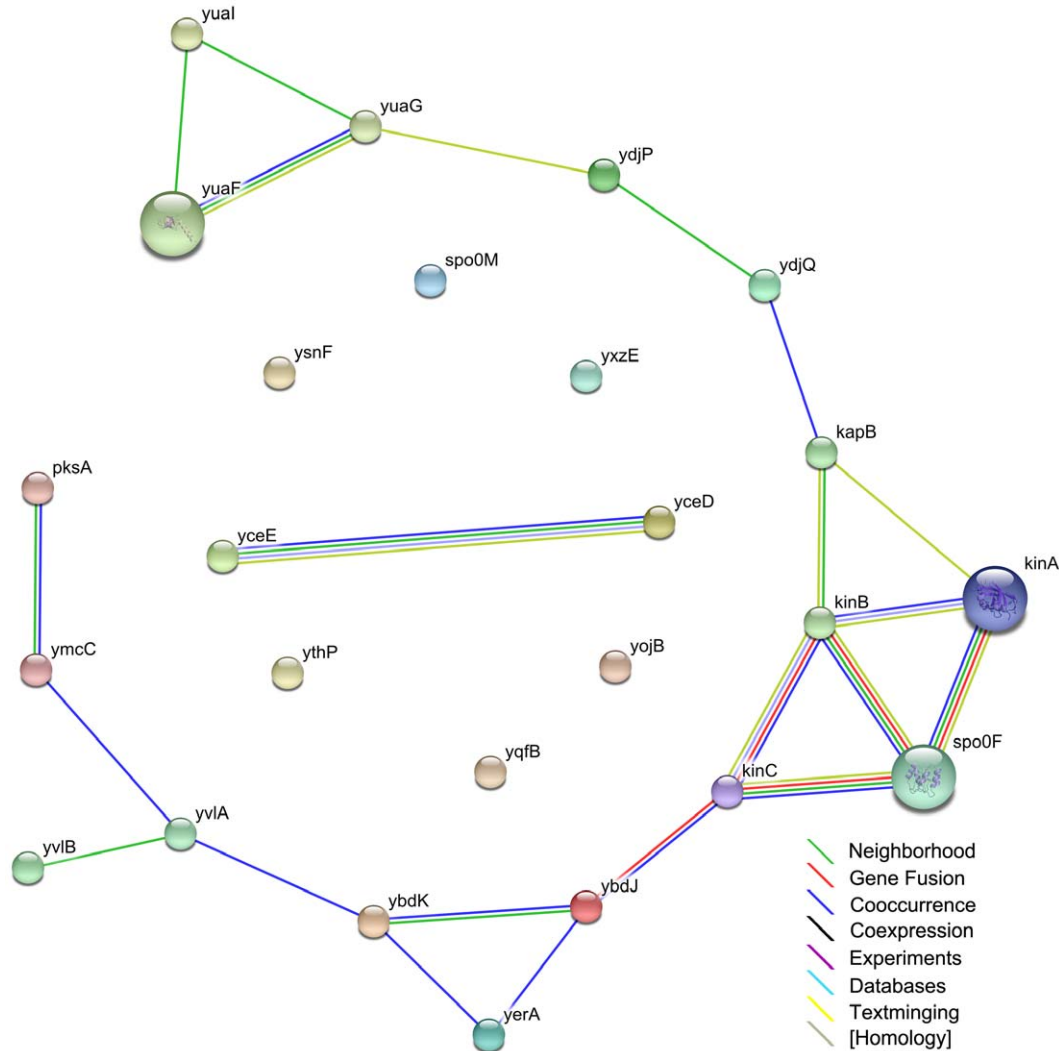 yuaI
yuaG
ydjP
yuaF
spo0M
ydjQ
ysnF
yxzE
kapB
pksA
yceD
yceE
kinA
kinB
ymcC
ythP
yojB
spo0F
yqfB
kinC
yvlA
yvlB
ybdK
ybdJ
yerA
Neighborhood
Gene Fusion
Cooccurrence
Coexpression
Experiments
Databases
Textminging
[Homology]